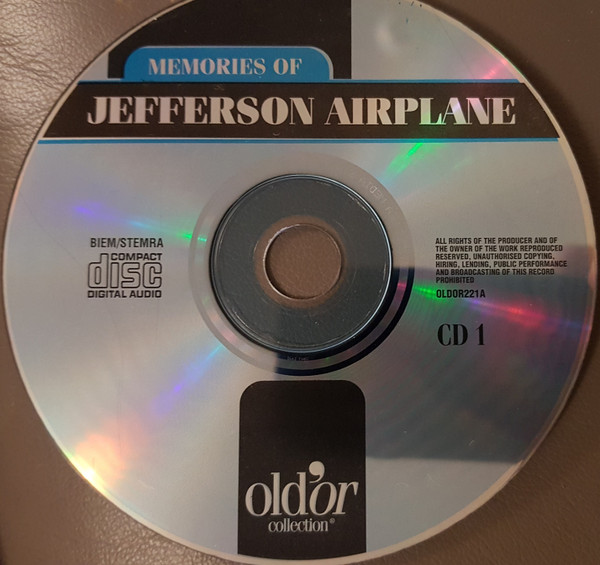 MEMORIES OF
JEFFERSON AIRPLANE
BIEM/STEMRA
COMPACT
disc
DIGITAL AUDIO
ALL RIGHTS OF THE PRODUCER AND OF
THE OWNER OF THE WORK REPRODUCED
RESERVED, UNAUTHORISED COPYING,
HIRING, LENDING, PUBLIC PERFORMANCE
AND BROADCASTING OF THIS RECORD
PROHIBITED
OLDOR221A
CD 1
old'or
collection®